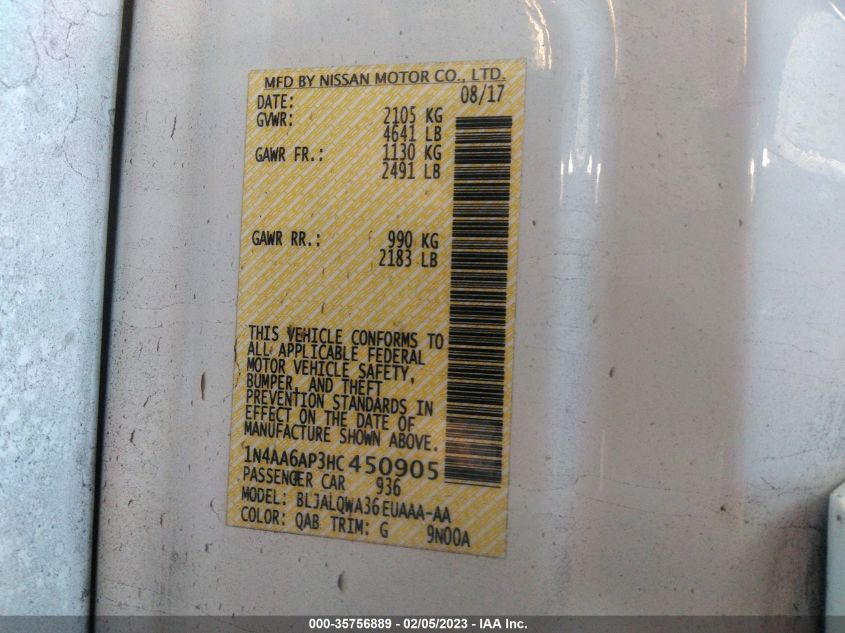 MFD BY NISSAN MOTOR CO., LTD.
DATE: 08/17
GVWR: 2105 KG
4641 LB
GAWR FR.: 1130 KG
2491 LB
GAWR RR.: 990 KG
2183 LB
THIS VEHICLE CONFORMS TO
ALL APPLICABLE FEDERAL
MOTOR VEHICLE SAFETY,
BUMPER, AND THEFT
PREVENTION STANDARDS IN
EFFECT ON THE DATE OF
MANUFACTURE SHOWN ABOVE.
1N4AA6AP3HC450905
PASSENGER CAR 936
MODEL: BLJALQWA36EUAAA-AA
COLOR: QAB TRIM: G 9N00A
000-35756889 - 02/05/2023 - IAA Inc.